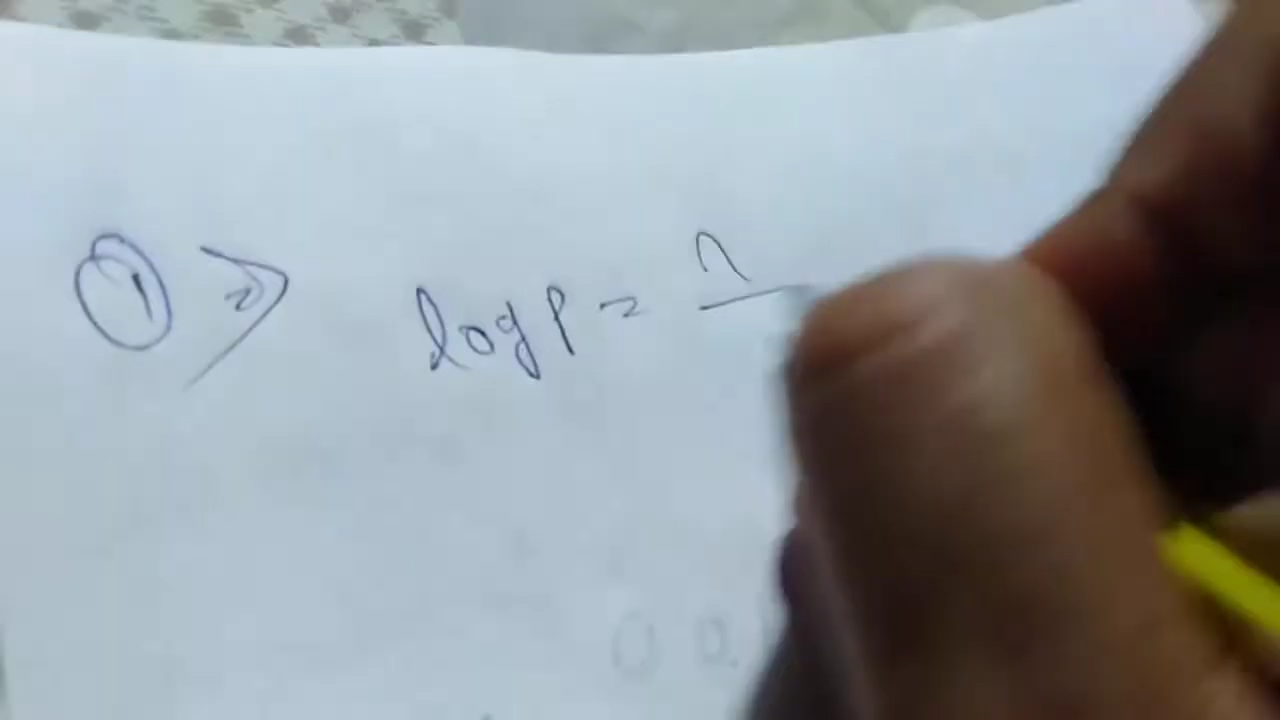 ① ⇒ log P =